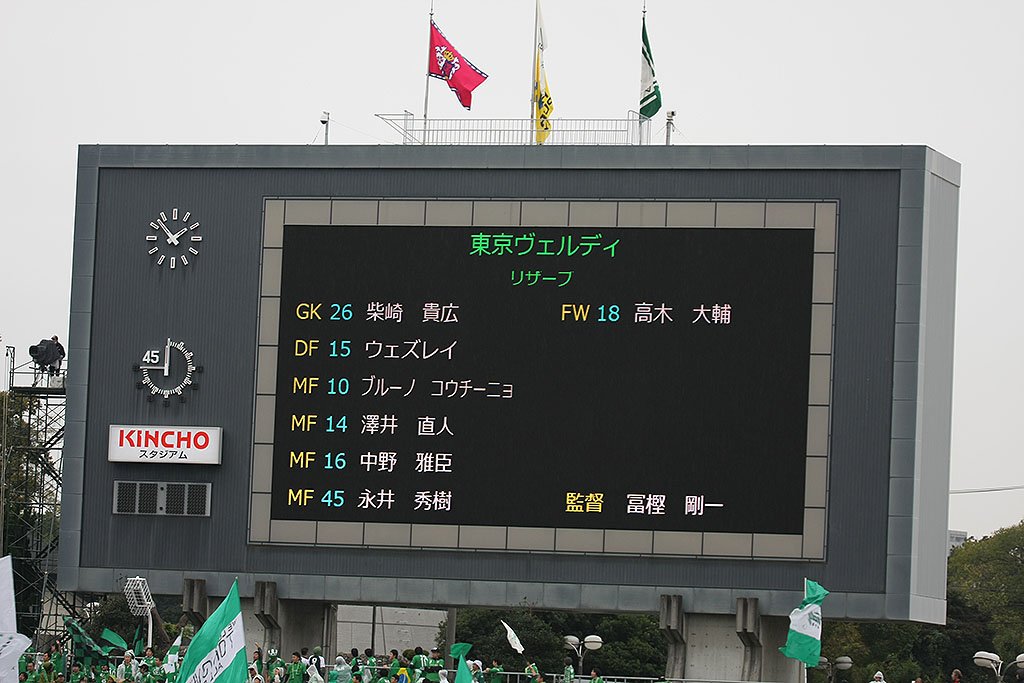 東京ヴェルディ
リザーブ
GK 26 柴崎 貴広
DF 15 ウェズレイ
MF 10 ブルーノ コウチーニョ
MF 14 澤井 直人
MF 16 中野 雅臣
MF 45 永井 秀樹
FW 18 高木 大輔
監督 冨樫 剛一
45
KINCHO
スタジアム